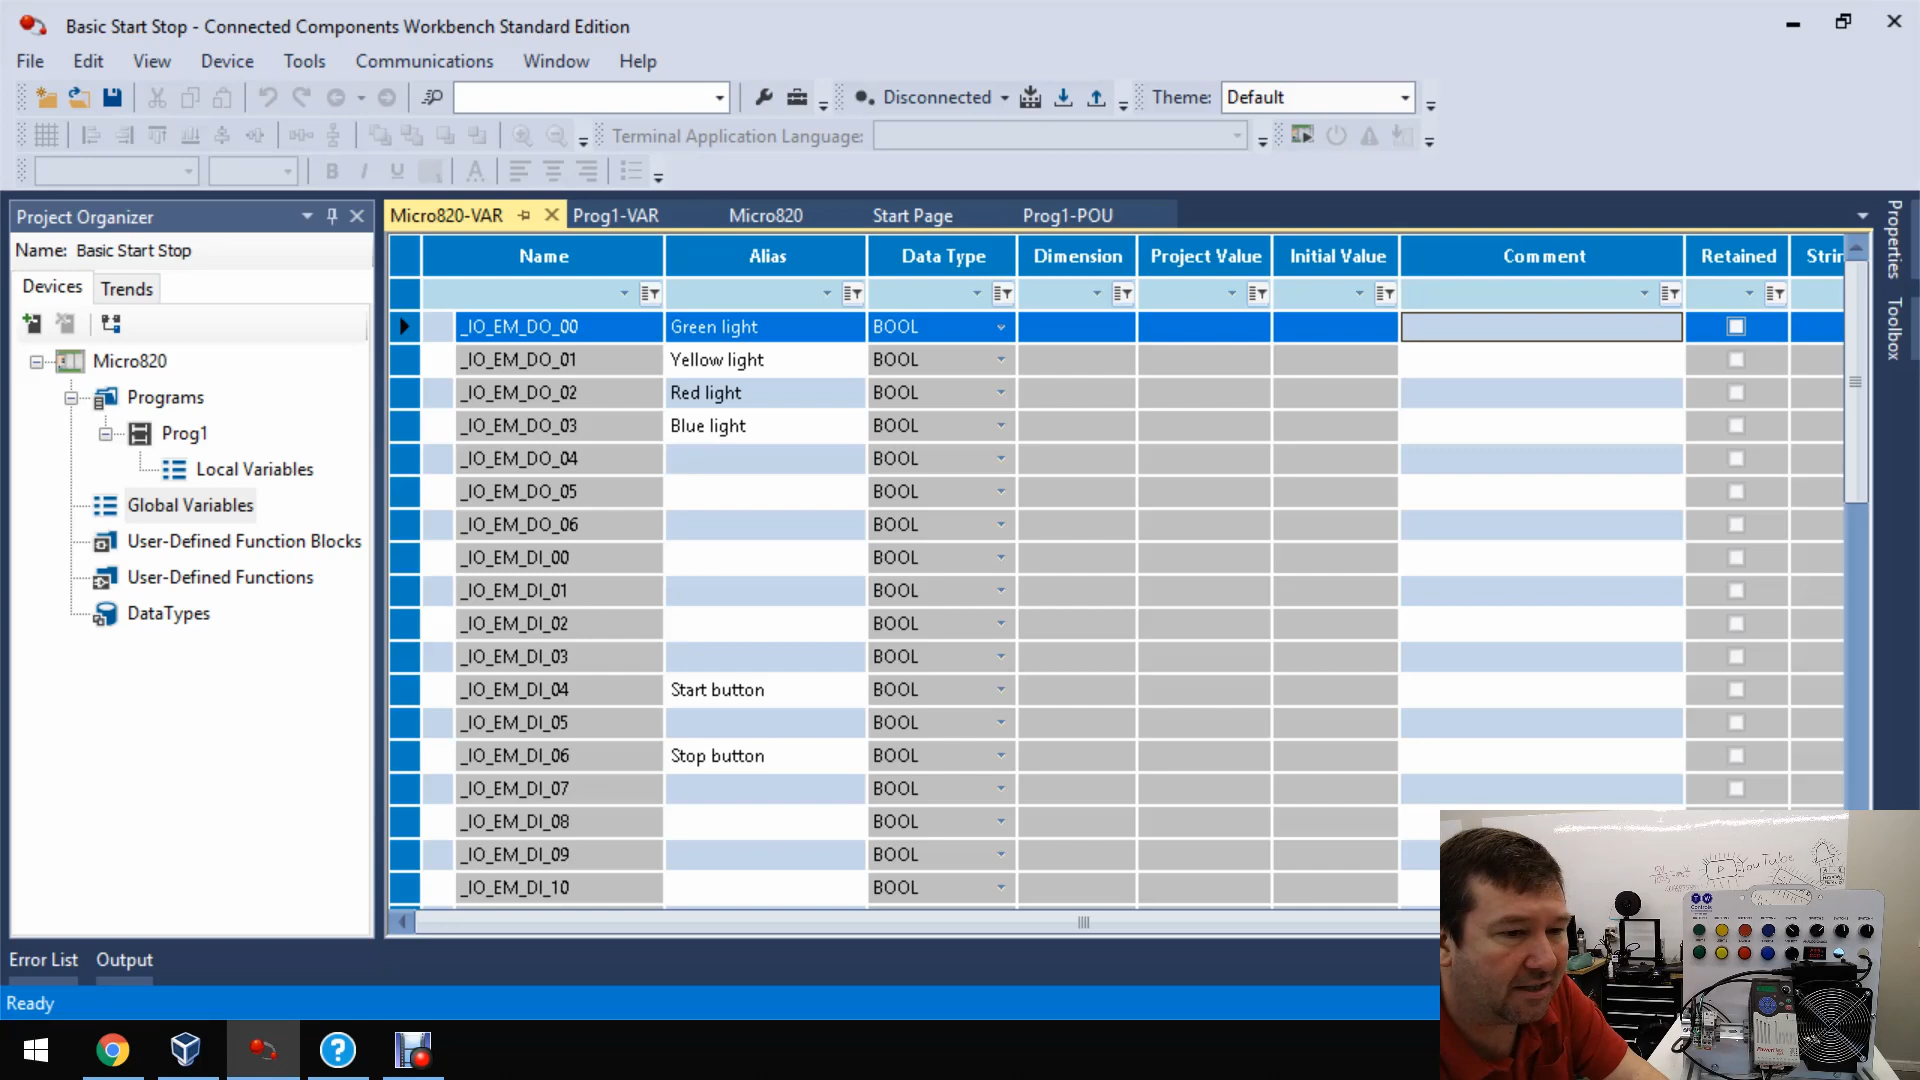 Basic Start Stop - Connected Components Workbench Standard Edition
File Edit View Device Tools Communications Window Help
Disconnected Theme: Default
Terminal Application Language:
B I U A
Project Organizer
Name: Basic Start Stop
Devices Trends
Micro820
Programs
Prog1
Local Variables
Global Variables
User-Defined Function Blocks
User-Defined Functions
DataTypes
Micro820-VAR Prog1-VAR Micro820 Start Page Prog1-POU
Name Alias Data Type Dimension Project Value Initial Value Comment Retained Strin
_IO_EM_DO_00 Green light BOOL
_IO_EM_DO_01 Yellow light BOOL
_IO_EM_DO_02 Red light BOOL
_IO_EM_DO_03 Blue light BOOL
_IO_EM_DO_04 BOOL
_IO_EM_DO_05 BOOL
_IO_EM_DO_06 BOOL
_IO_EM_DI_00 BOOL
_IO_EM_DI_01 BOOL
_IO_EM_DI_02 BOOL
_IO_EM_DI_03 BOOL
_IO_EM_DI_04 Start button BOOL
_IO_EM_DI_05 BOOL
_IO_EM_DI_06 Stop button BOOL
_IO_EM_DI_07 BOOL
_IO_EM_DI_08 BOOL
_IO_EM_DI_09 BOOL
_IO_EM_DI_10 BOOL
Properties
Toolbox
Error List Output
Ready
YouTube
TW
Controls